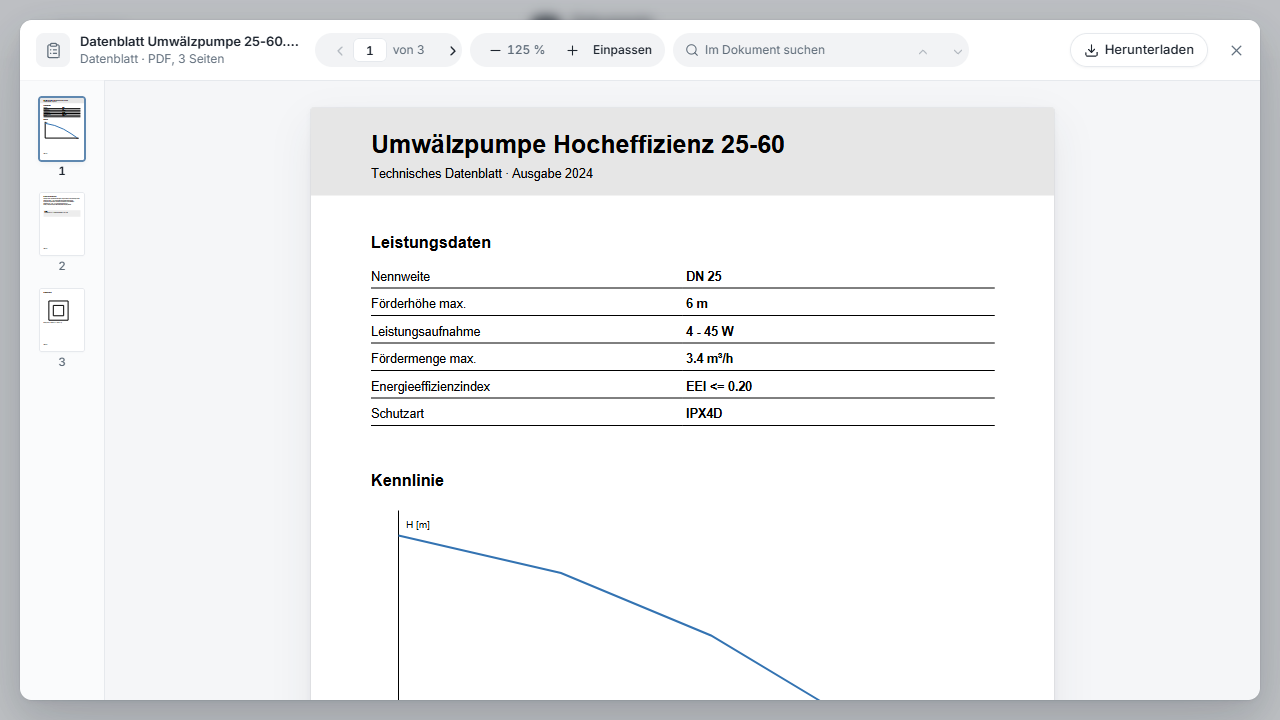 Datenblatt Umwälzpumpe 25-60....
Datenblatt · PDF, 3 Seiten
1 von 3
125 %
Einpassen
Im Dokument suchen
Herunterladen
1
2
3
Umwälzpumpe Hocheffizienz 25-60
Technisches Datenblatt · Ausgabe 2024
Leistungsdaten
Nennweite DN 25
Förderhöhe max. 6 m
Leistungsaufnahme 4 - 45 W
Fördermenge max. 3.4 m³/h
Energieeffizienzindex EEI <= 0.20
Schutzart IPX4D
Kennlinie
H [m]